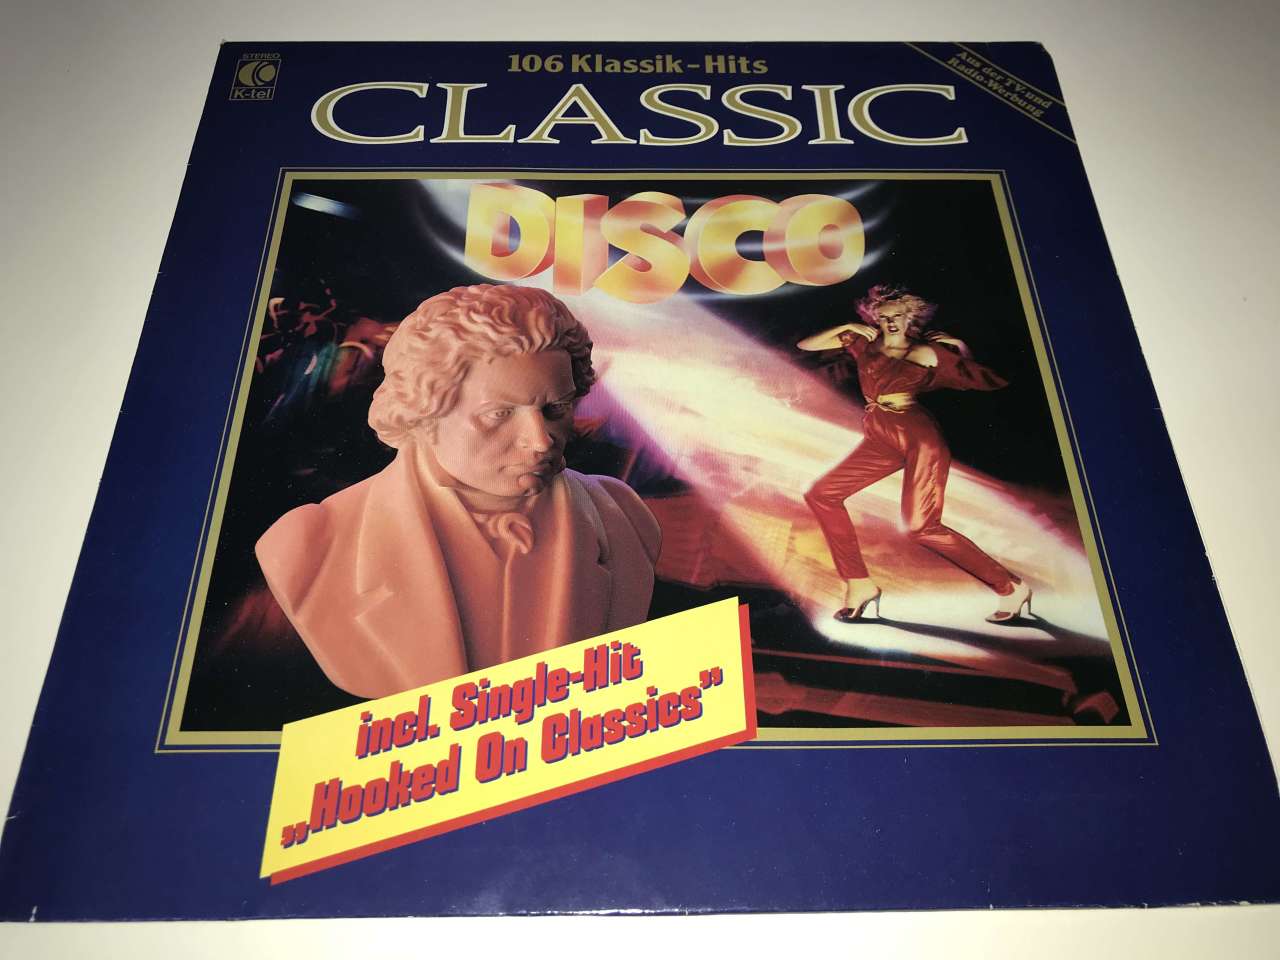 STEREO
K-tel
106 Klassik-Hits
Aus der TV- und
Radio-Werbung
CLASSIC
DISCO
incl. Single-Hit
„Hooked On Classics”